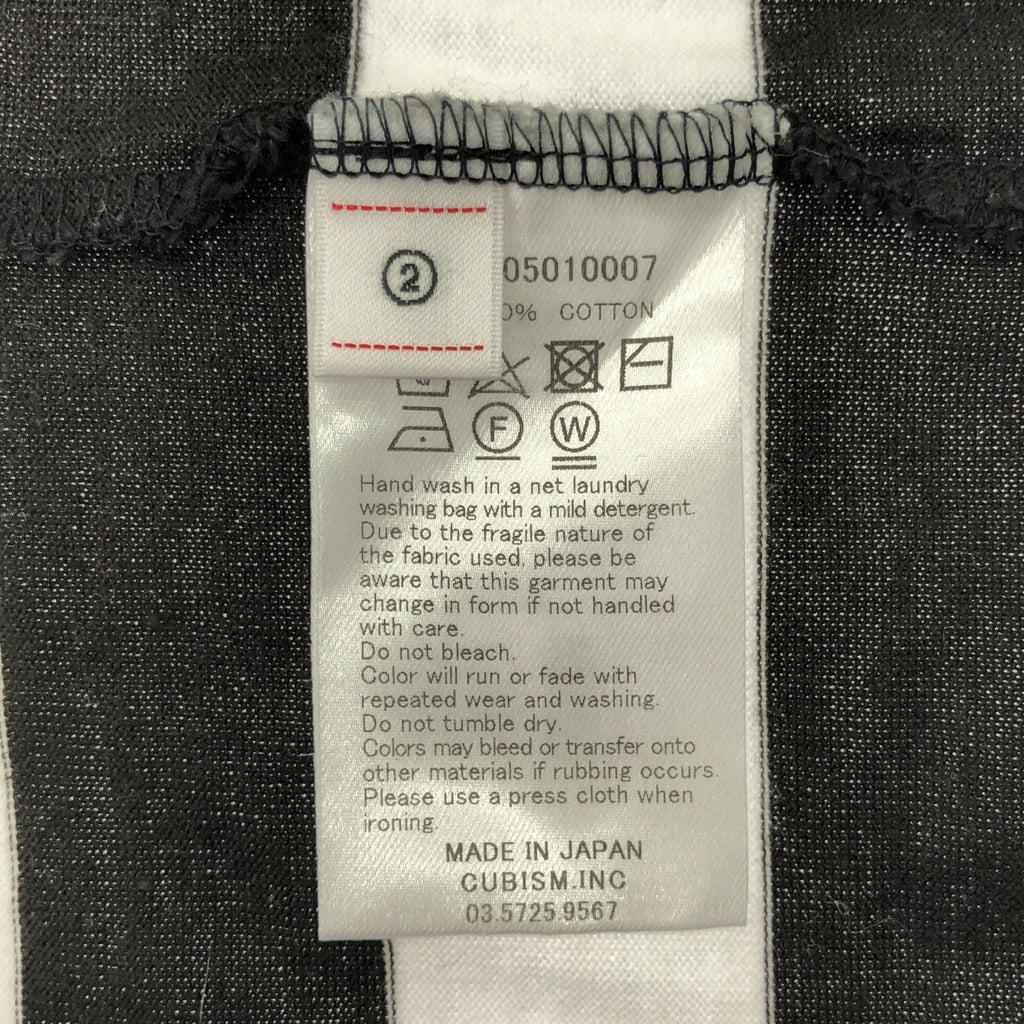 ②
05010007
0% COTTON
F W
Hand wash in a net laundry
washing bag with a mild detergent.
Due to the fragile nature of
the fabric used, please be
aware that this garment may
change in form if not handled
with care.
Do not bleach.
Color will run or fade with
repeated wear and washing.
Do not tumble dry.
Colors may bleed or transfer onto
other materials if rubbing occurs.
Please use a press cloth when
ironing.
MADE IN JAPAN
CUBISM.INC
03.5725.9567